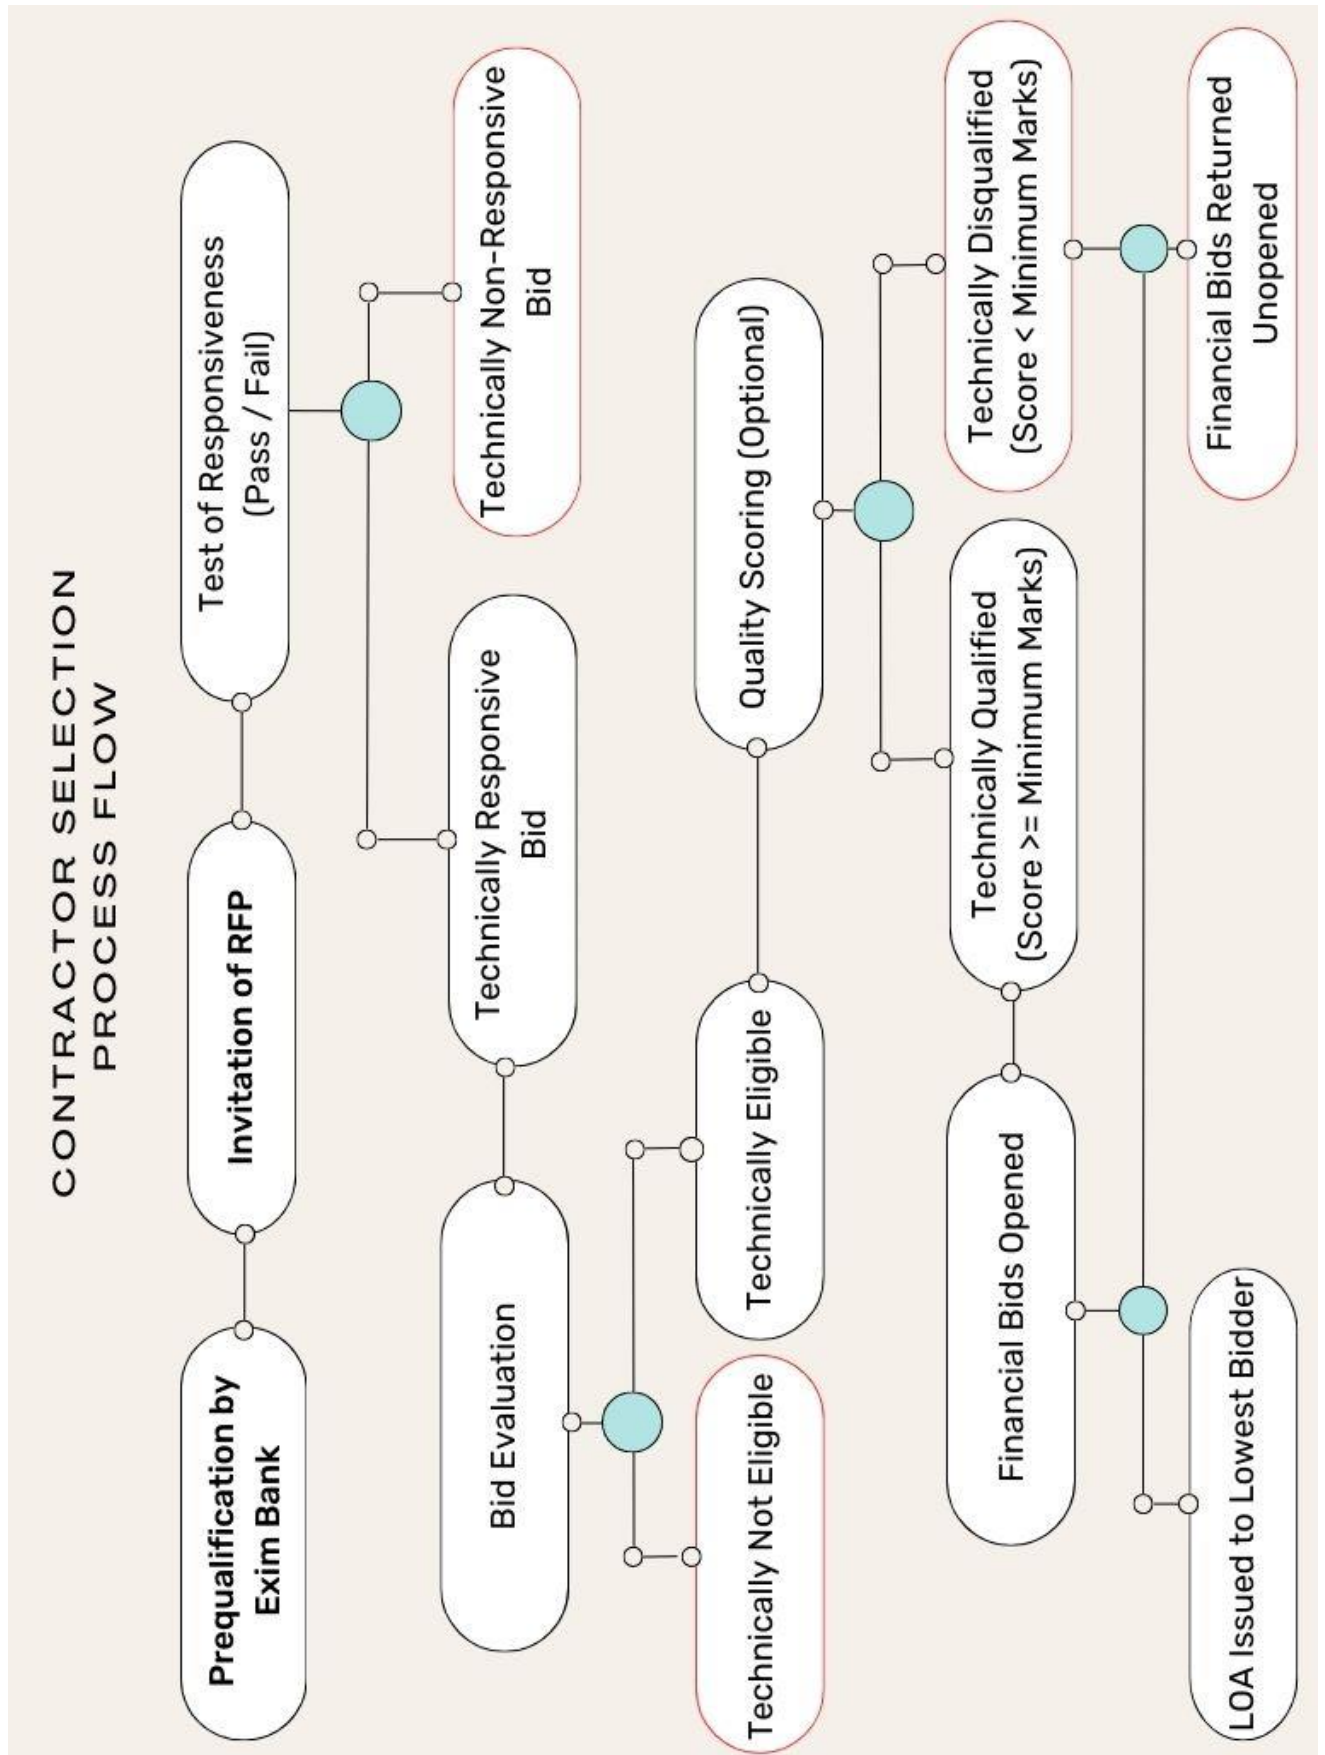 CONTRACTOR SELECTION
PROCESS FLOW
Prequalification by
Exim Bank
Invitation of RFP
Test of Responsiveness
(Pass / Fail)
Bid Evaluation
Technically Responsive
Bid
Technically Non-Responsive
Bid
Technically Not Eligible
Technically Eligible
Quality Scoring (Optional)
Financial Bids Opened
Technically Qualified
(Score >= Minimum Marks)
Technically Disqualified
(Score < Minimum Marks)
LOA Issued to Lowest Bidder
Financial Bids Returned
Unopened